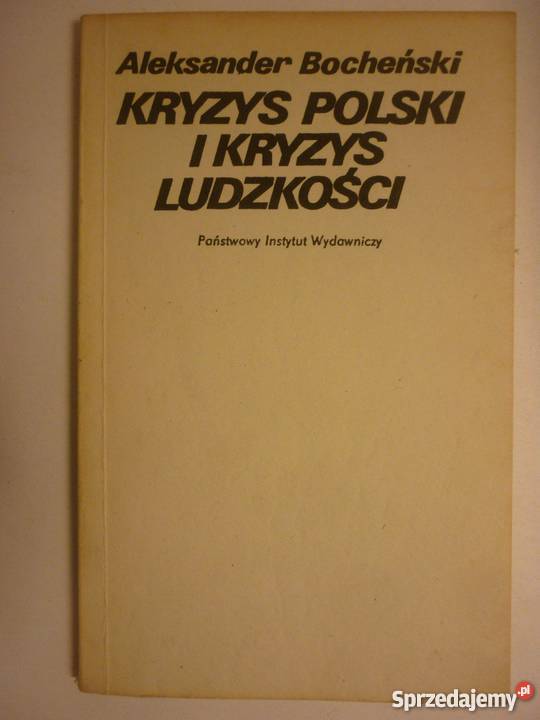 Aleksander Bocheński
KRYZYS POLSKI
I KRYZYS
LUDZKOŚCI
Państwowy Instytut Wydawniczy
Sprzedajemy.pl